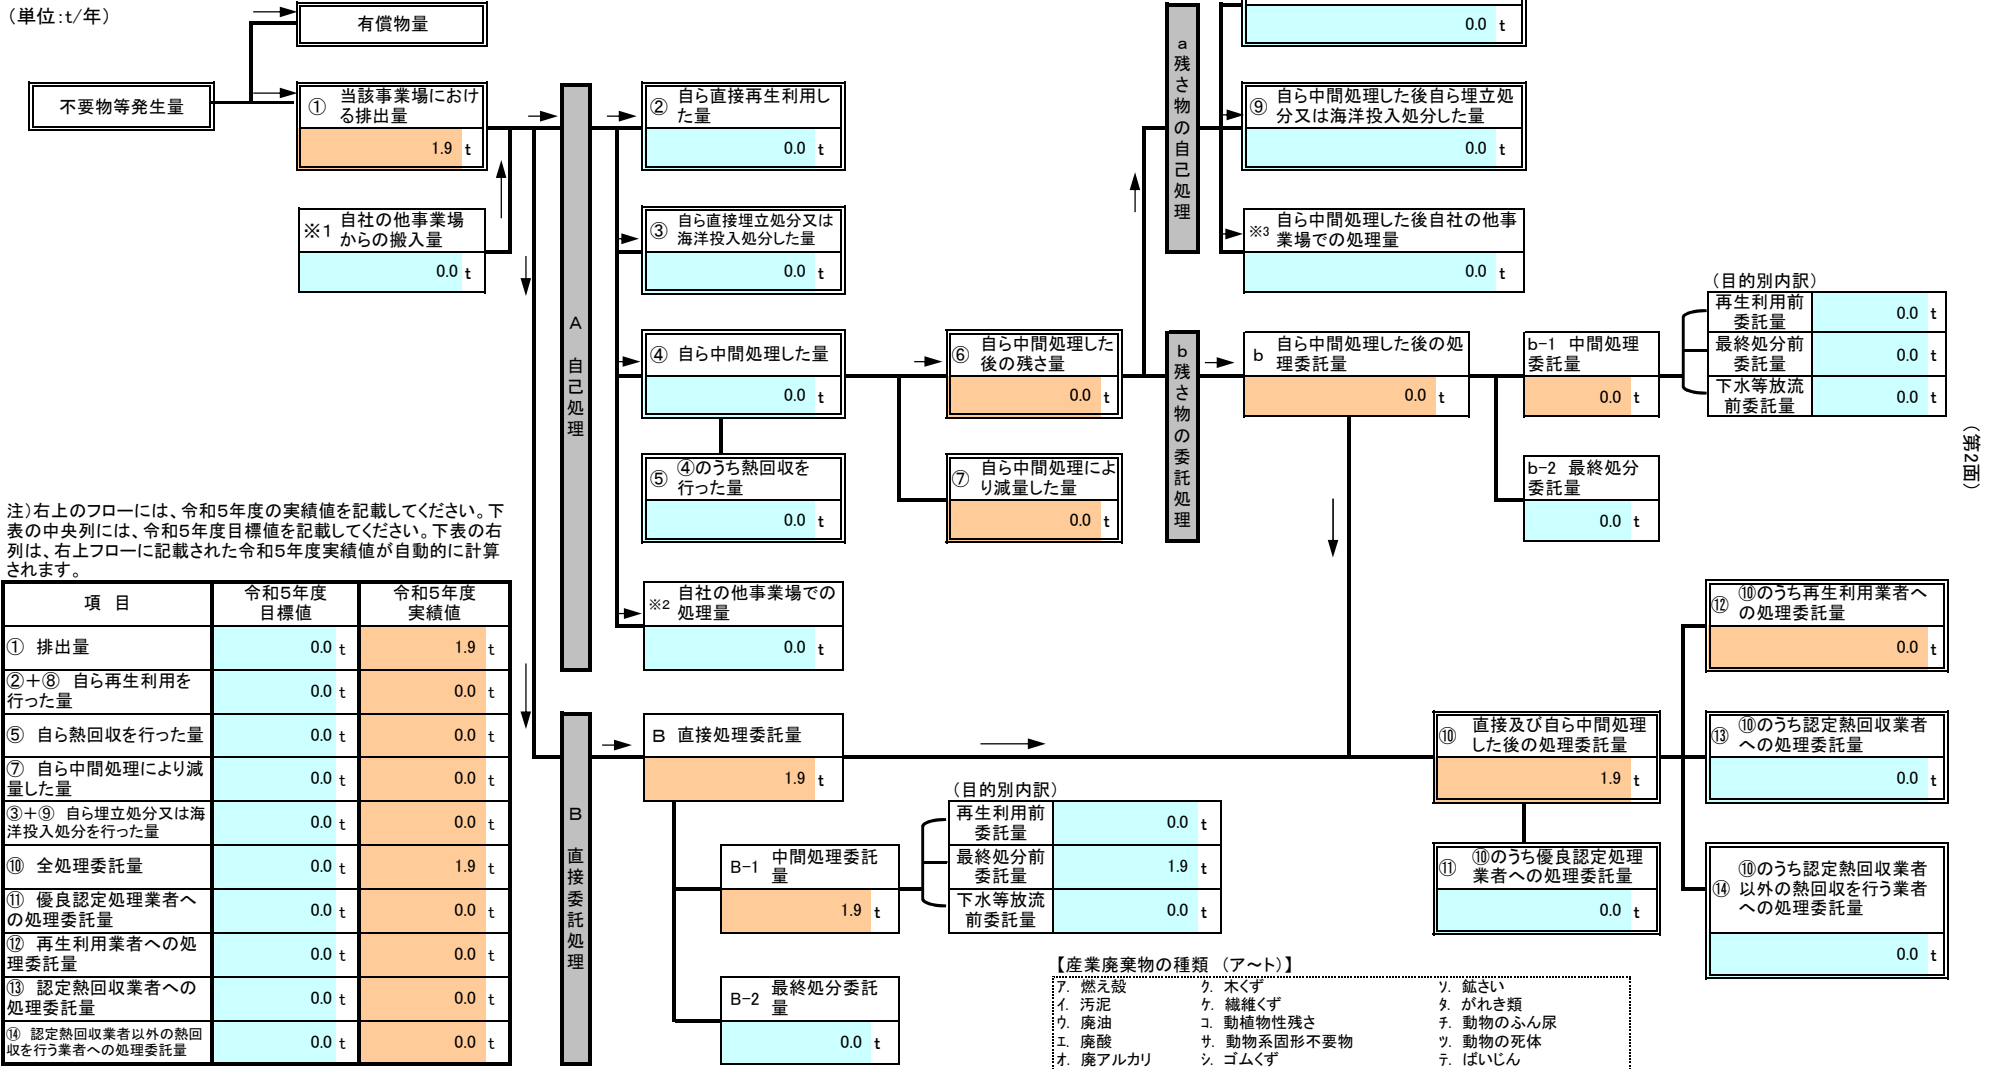 （単位：t/年）
有償物量
不要物等発生量
① 当該事業場におけ
る排出量
1.9 t
※1 自社の他事業場
からの搬入量
0.0 t
A 自己処理
② 自ら直接再生利用し
た量
0.0 t
③ 自ら直接埋立処分又は
海洋投入処分した量
0.0 t
④ 自ら中間処理した量
0.0 t
⑤ ④のうち熱回収を
行った量
0.0 t
※2 自社の他事業場での
処理量
0.0 t
⑥ 自ら中間処理した
後の残さ量
0.0 t
⑦ 自ら中間処理によ
り減量した量
0.0 t
a 残さ物の自己処理
0.0 t
⑨ 自ら中間処理した後自ら埋立処
分又は海洋投入処分した量
0.0 t
※3 自ら中間処理した後自社の他事
業場での処理量
0.0 t
b 残さ物の委託処理
b 自ら中間処理した後の処
理委託量
0.0 t
b-1 中間処理
委託量
0.0 t
b-2 最終処分
委託量
0.0 t
（目的別内訳）
再生利用前
委託量
0.0 t
最終処分前
委託量
0.0 t
下水等放流
前委託量
0.0 t
（第2面）
注）右上のフローには、令和5年度の実績値を記載してください。下
表の中央列には、令和5年度目標値を記載してください。下表の右
列は、右上フローに記載された令和5年度実績値が自動的に計算
されます。
項 目
令和5年度
目標値
令和5年度
実績値
① 排出量 0.0 t 1.9 t
②＋⑧ 自ら再生利用を
行った量 0.0 t 0.0 t
⑤ 自ら熱回収を行った量 0.0 t 0.0 t
⑦ 自ら中間処理により減
量した量 0.0 t 0.0 t
③＋⑨ 自ら埋立処分又は海
洋投入処分を行った量 0.0 t 0.0 t
⑩ 全処理委託量 0.0 t 1.9 t
⑪ 優良認定処理業者へ
の処理委託量 0.0 t 0.0 t
⑫ 再生利用業者への処
理委託量 0.0 t 0.0 t
⑬ 認定熱回収業者への
処理委託量 0.0 t 0.0 t
⑭ 認定熱回収業者以外の熱回
収を行う業者への処理委託量 0.0 t 0.0 t
B 直接委託処理
B 直接処理委託量
1.9 t
B-1 中間処理委託
量
1.9 t
B-2 最終処分委託
量
0.0 t
（目的別内訳）
再生利用前
委託量
0.0 t
最終処分前
委託量
1.9 t
下水等放流
前委託量
0.0 t
⑩ 直接及び自ら中間処理
した後の処理委託量
1.9 t
⑪ ⑩のうち優良認定処理
業者への処理委託量
0.0 t
⑫ ⑩のうち再生利用業者へ
の処理委託量
0.0 t
⑬ ⑩のうち認定熱回収業者
への処理委託量
0.0 t
⑭ ⑩のうち認定熱回収業者
以外の熱回収を行う業者
への処理委託量
0.0 t
【産業廃棄物の種類 （ア～ト）】
ア. 燃え殻 ク. 木くず ソ. 鉱さい
イ. 汚泥 ケ. 繊維くず タ. がれき類
ウ. 廃油 コ. 動植物性残さ チ. 動物のふん尿
エ. 廃酸 サ. 動物系固形不要物 ツ. 動物の死体
オ. 廃アルカリ シ. ゴムくず テ. ばいじん